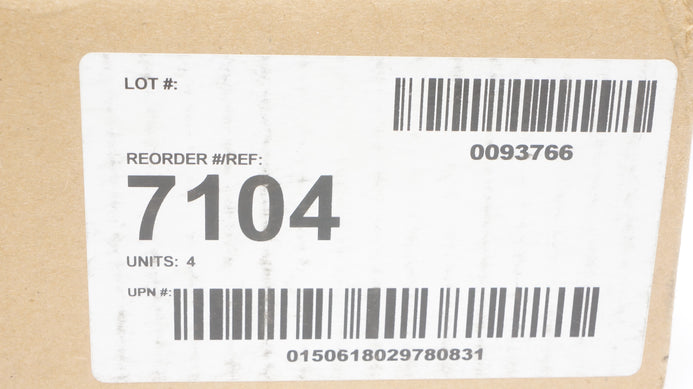 LOT #:
0093766
REORDER #/REF:
7104
UNITS: 4
UPN #:
0150618029780831